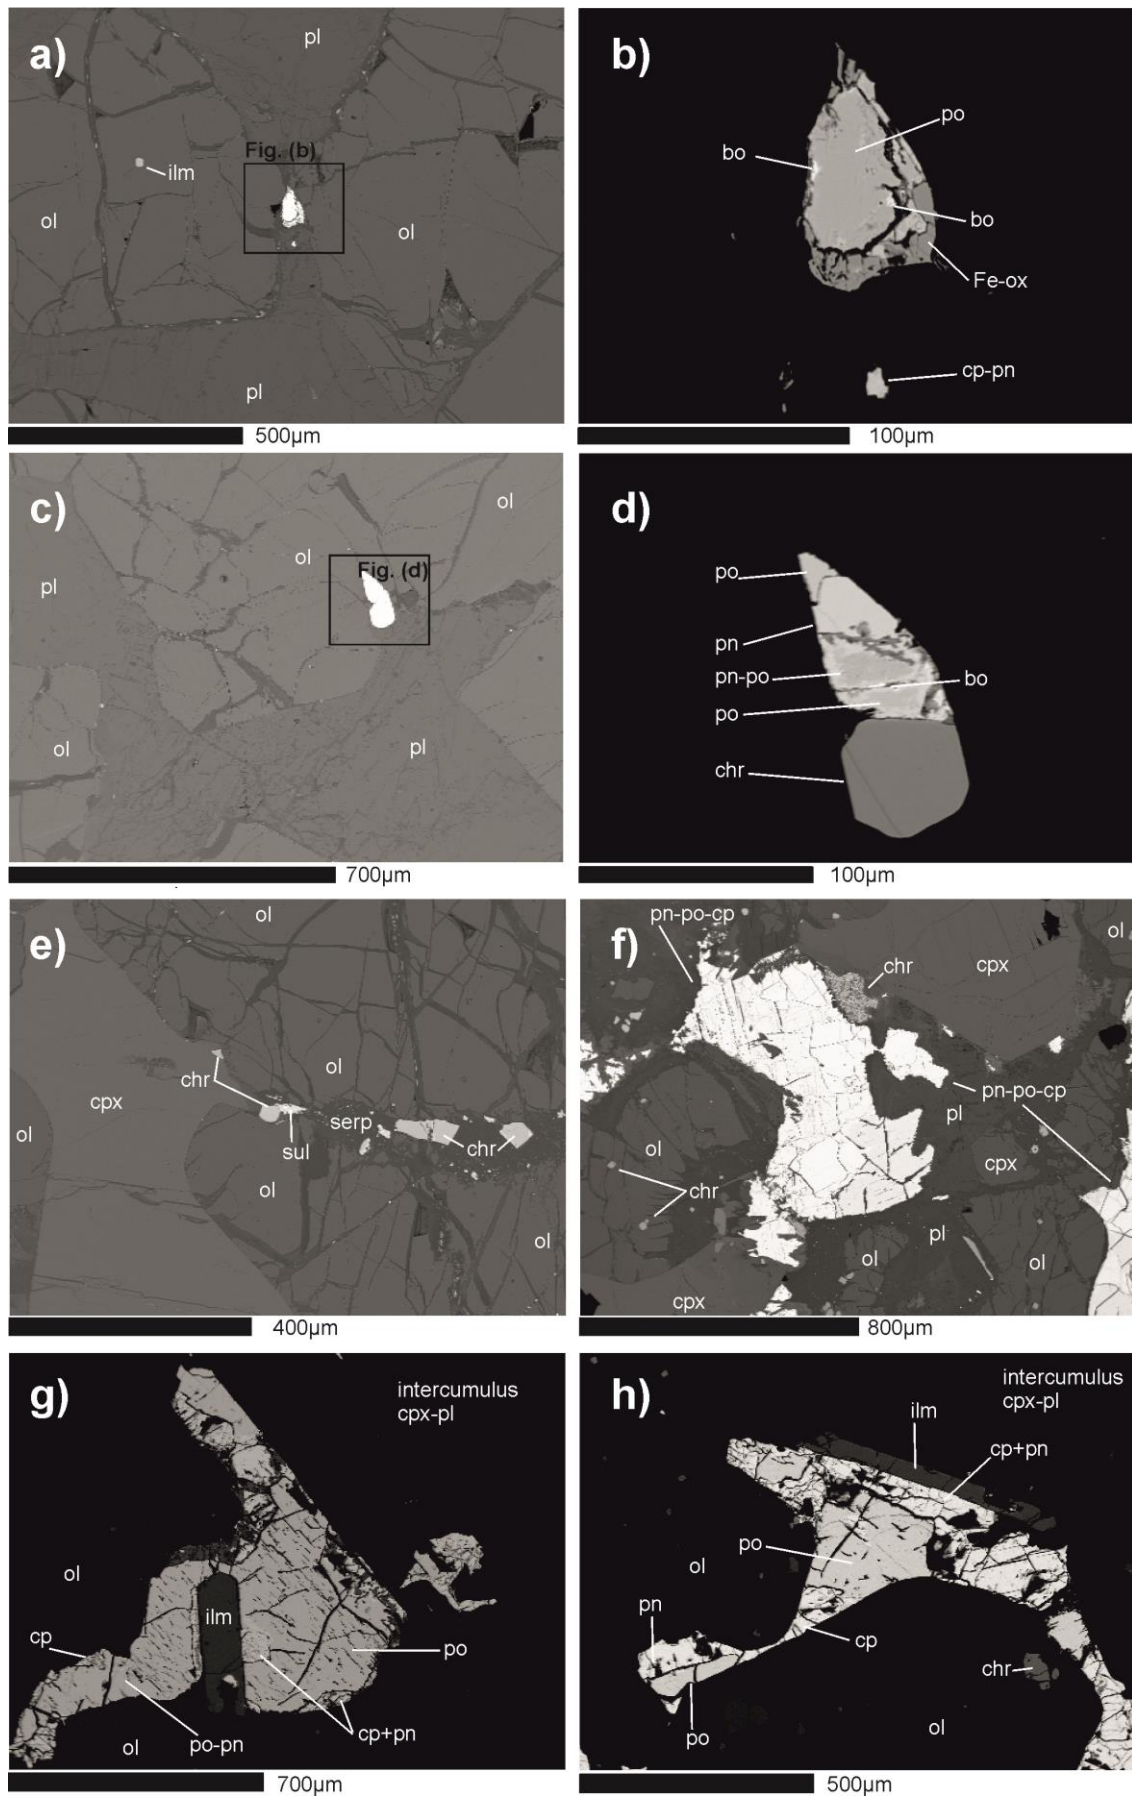 a)
pl
Fig. (b)
ilm
ol
ol
pl
500µm
b)
po
bo
bo
Fe-ox
cp-pn
100µm
c)
ol
ol
Fig. (d)
pl
ol
pl
700µm
d)
po
pn
pn-po
bo
po
chr
100µm
e)
ol
chr
ol
cpx
serp
ol
sul
chr
ol
ol
400µm
f)
pn-po-cp
ol
chr
cpx
pn-po-cp
pl
ol
cpx
chr
pl
ol
ol
cpx
800µm
g)
intercumulus
cpx-pl
ol
ilm
cp
po
cp+pn
ol
po-pn
700µm
h)
intercumulus
cpx-pl
ilm
cp+pn
ol
po
pn
cp
chr
po
ol
500µm